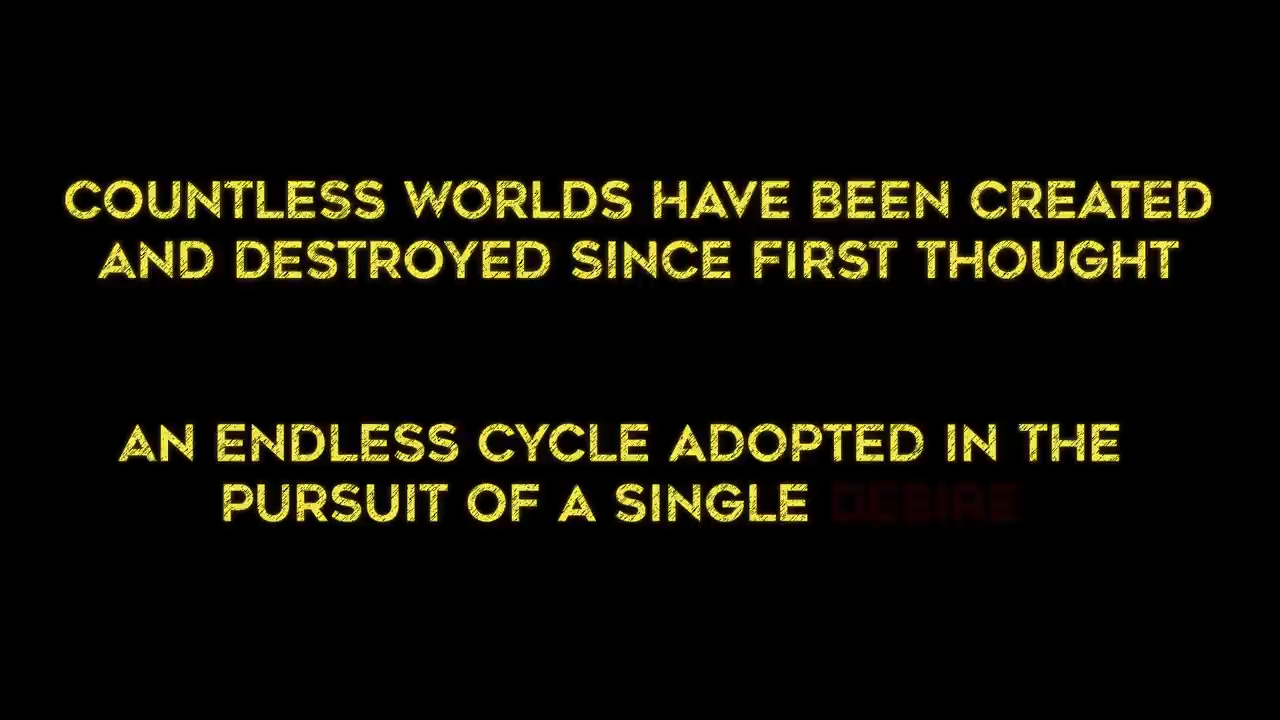 COUNTLESS WORLDS HAVE BEEN CREATED
AND DESTROYED SINCE FIRST THOUGHT
AN ENDLESS CYCLE ADOPTED IN THE
PURSUIT OF A SINGLE DESIRE